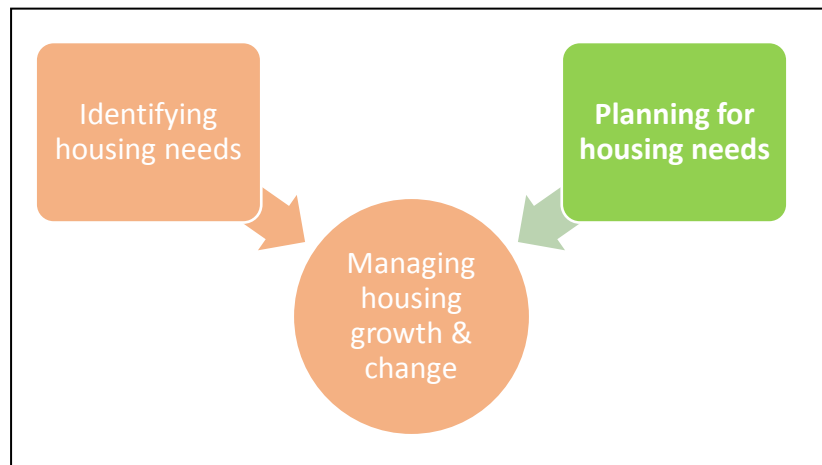 Identifying
housing needs
Planning for
housing needs
Managing
housing
growth &
change